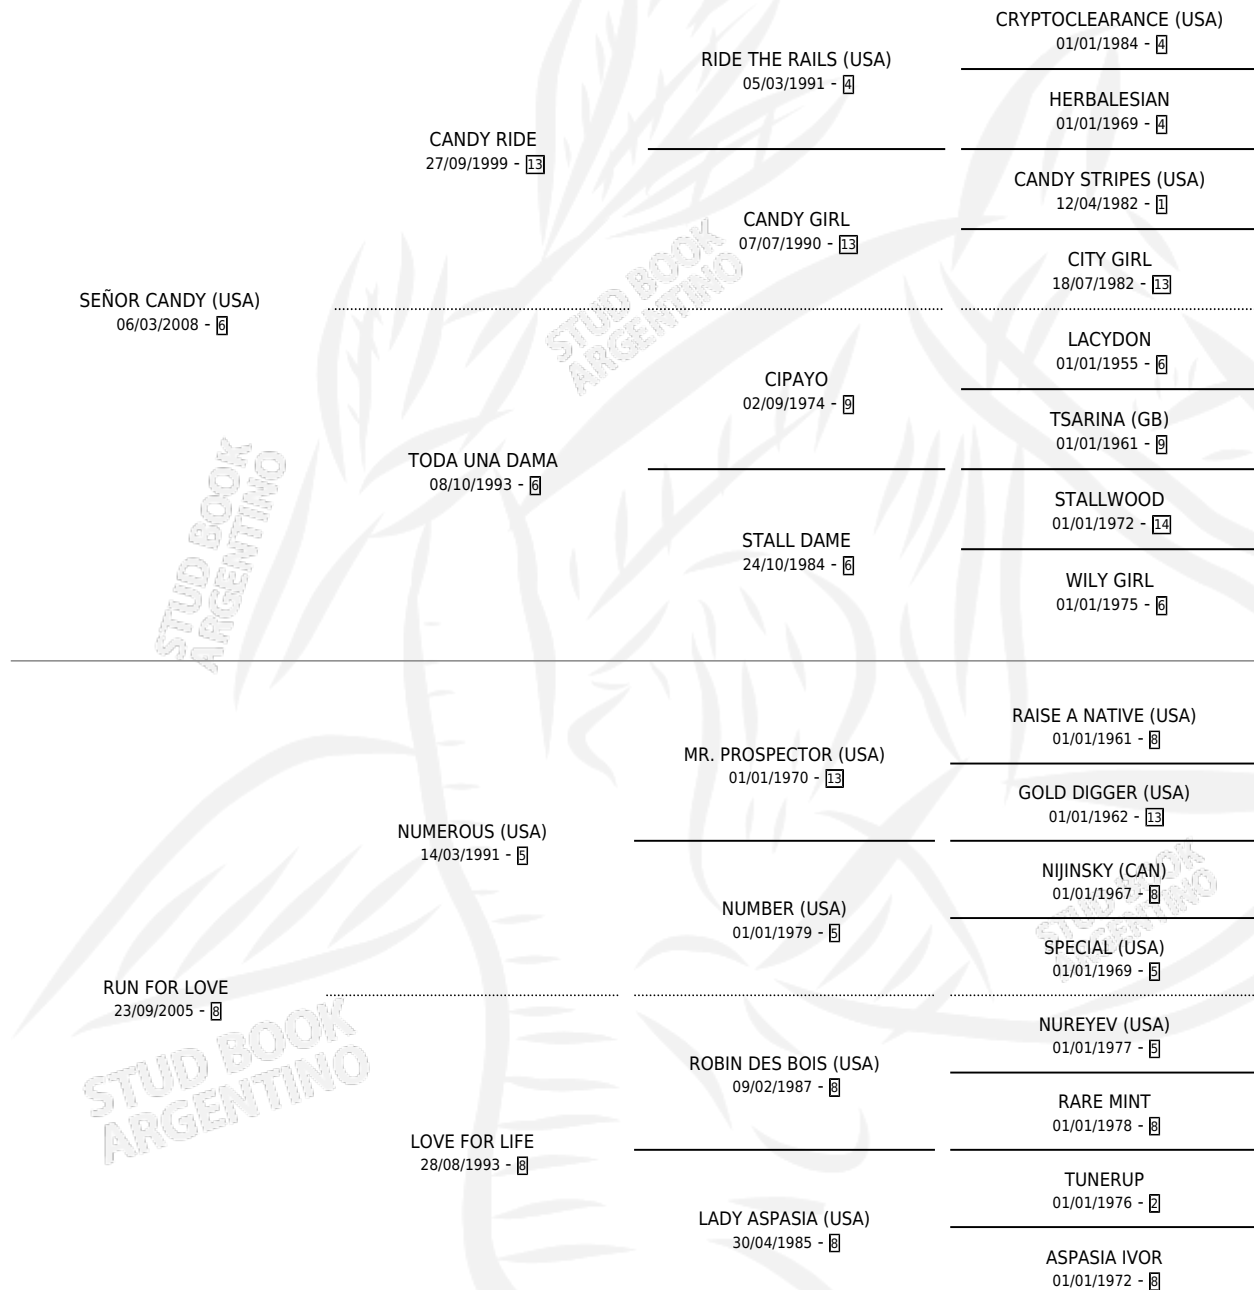 CRYPTOCLEARANCE (USA)
01/01/1984 - 4
RIDE THE RAILS (USA)
05/03/1991 - 4
HERBALESIAN
01/01/1969 - 4
CANDY RIDE
27/09/1999 - 13
CANDY STRIPES (USA)
12/04/1982 - 1
CANDY GIRL
07/07/1990 - 13
CITY GIRL
18/07/1982 - 13
SEÑOR CANDY (USA)
06/03/2008 - 6
LACYDON
01/01/1955 - 6
CIPAYO
02/09/1974 - 9
TSARINA (GB)
01/01/1961 - 9
TODA UNA DAMA
08/10/1993 - 6
STALLWOOD
01/01/1972 - 14
STALL DAME
24/10/1984 - 6
WILY GIRL
01/01/1975 - 6
RAISE A NATIVE (USA)
01/01/1961 - 8
MR. PROSPECTOR (USA)
01/01/1970 - 13
GOLD DIGGER (USA)
01/01/1962 - 13
NUMEROUS (USA)
14/03/1991 - 5
NIJINSKY (CAN)
01/01/1967 - 8
NUMBER (USA)
01/01/1979 - 5
SPECIAL (USA)
01/01/1969 - 5
RUN FOR LOVE
23/09/2005 - 8
NUREYEV (USA)
01/01/1977 - 5
ROBIN DES BOIS (USA)
09/02/1987 - 8
RARE MINT
01/01/1978 - 8
LOVE FOR LIFE
28/08/1993 - 8
TUNERUP
01/01/1976 - 2
LADY ASPASIA (USA)
30/04/1985 - 8
ASPASIA IVOR
01/01/1972 - 8
STUD BOOK
ARGENTINO
STUD BOOK
ARGENTINO
STUD BOOK
ARGENTINO
STUD BOOK
ARGENTINO